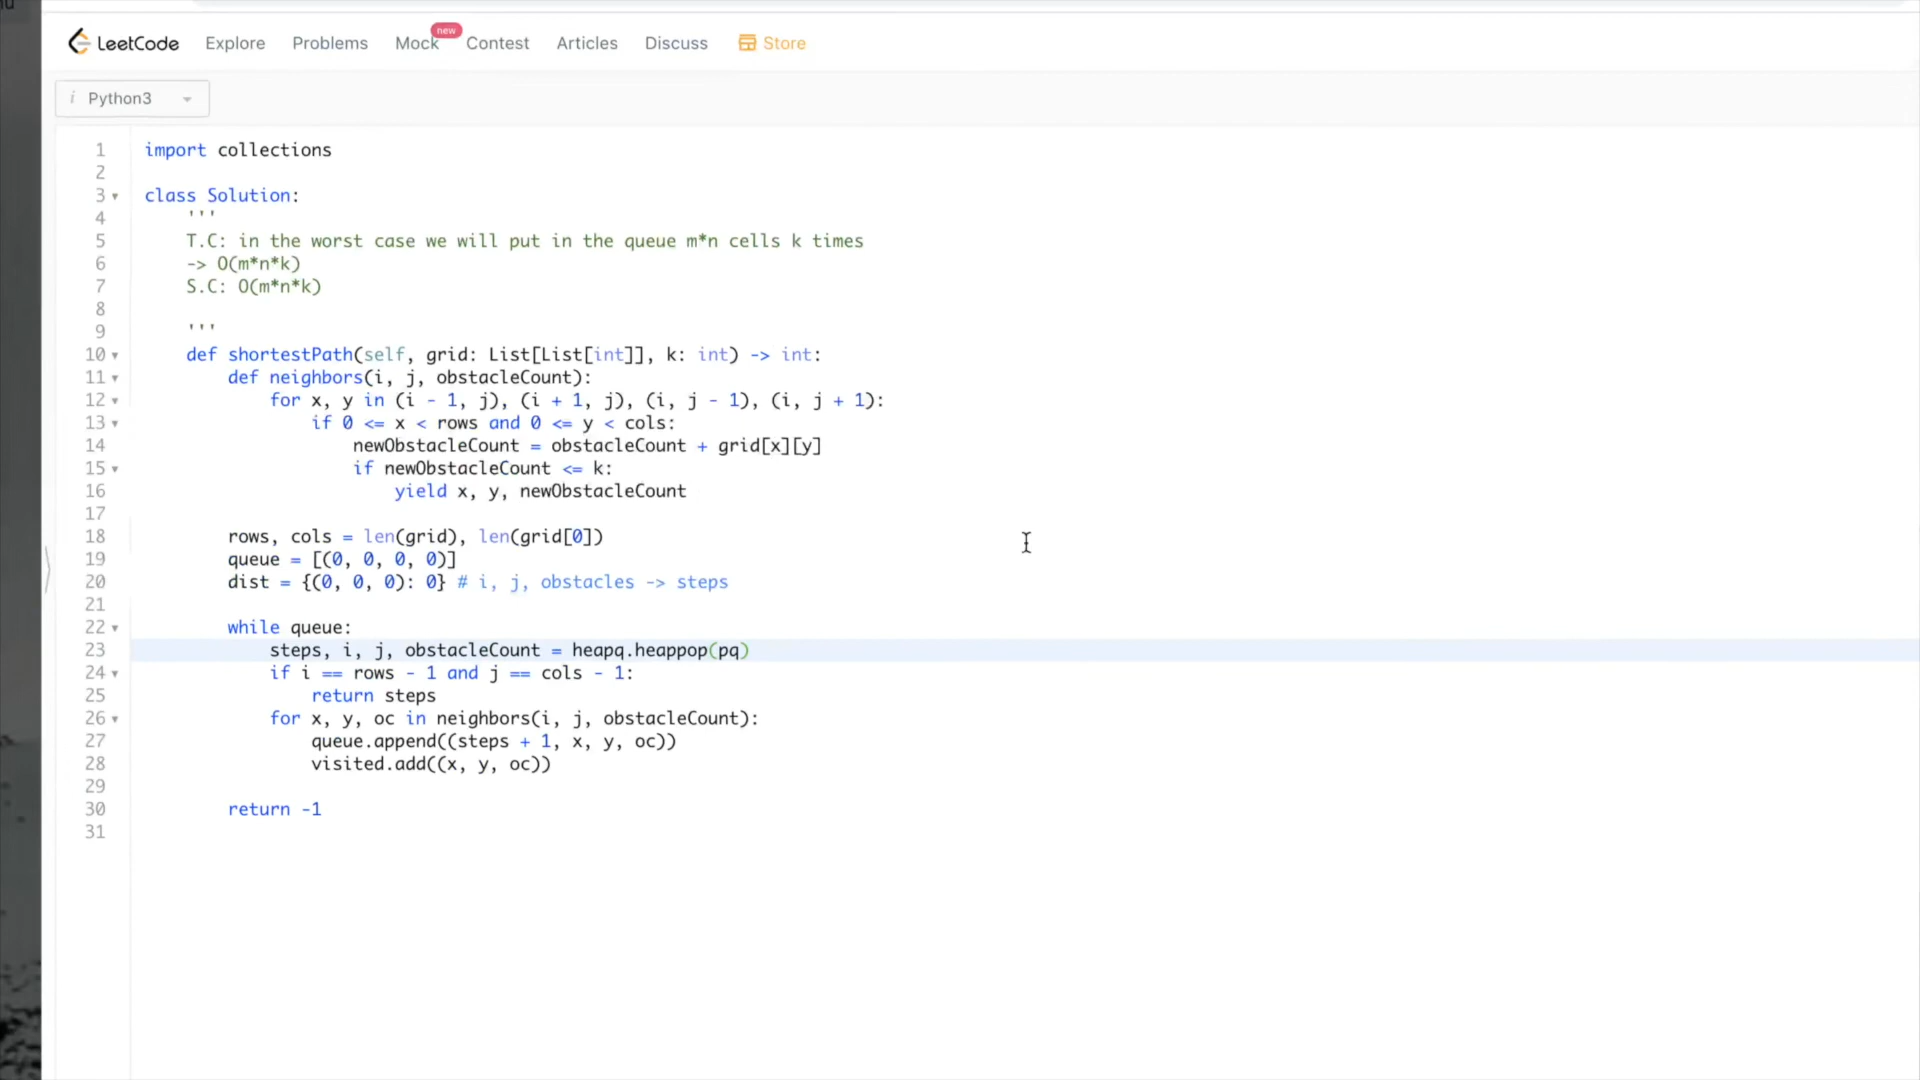 LeetCode Explore Problems Mock new Contest Articles Discuss Store
i Python3
1 import collections
2
3 class Solution:
4 '''
5 T.C: in the worst case we will put in the queue m*n cells k times
6 -> O(m*n*k)
7 S.C: O(m*n*k)
8
9 '''
10 def shortestPath(self, grid: List[List[int]], k: int) -> int:
11 def neighbors(i, j, obstacleCount):
12 for x, y in (i - 1, j), (i + 1, j), (i, j - 1), (i, j + 1):
13 if 0 <= x < rows and 0 <= y < cols:
14 newObstacleCount = obstacleCount + grid[x][y]
15 if newObstacleCount <= k:
16 yield x, y, newObstacleCount
17
18 rows, cols = len(grid), len(grid[0])
19 queue = [(0, 0, 0, 0)]
20 dist = {(0, 0, 0): 0} # i, j, obstacles -> steps
21
22 while queue:
23 steps, i, j, obstacleCount = heapq.heappop(pq)
24 if i == rows - 1 and j == cols - 1:
25 return steps
26 for x, y, oc in neighbors(i, j, obstacleCount):
27 queue.append((steps + 1, x, y, oc))
28 visited.add((x, y, oc))
29
30 return -1
31